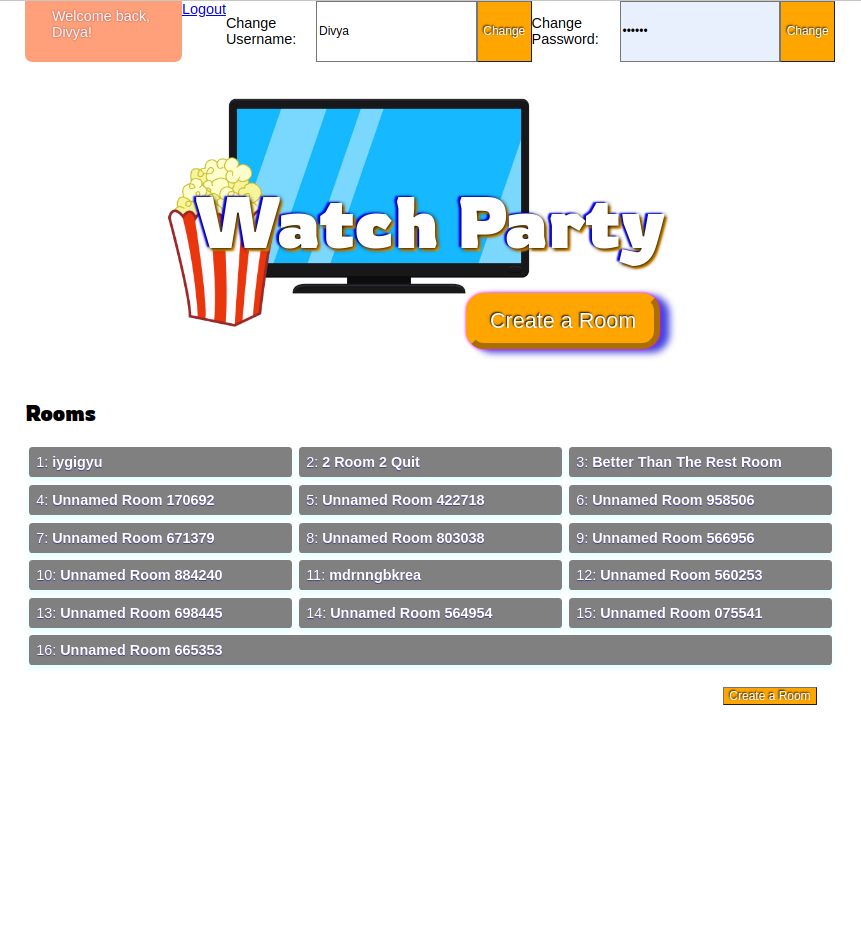 Welcome back,
Divya!
Logout
Change
Username:
Divya
Change
Change
Password:
••••••
Change
Watch Party
Create a Room
Rooms
1: iygigyu
2: 2 Room 2 Quit
3: Better Than The Rest Room
4: Unnamed Room 170692
5: Unnamed Room 422718
6: Unnamed Room 958506
7: Unnamed Room 671379
8: Unnamed Room 803038
9: Unnamed Room 566956
10: Unnamed Room 884240
11: mdrnngbkrea
12: Unnamed Room 560253
13: Unnamed Room 698445
14: Unnamed Room 564954
15: Unnamed Room 075541
16: Unnamed Room 665353
Create a Room